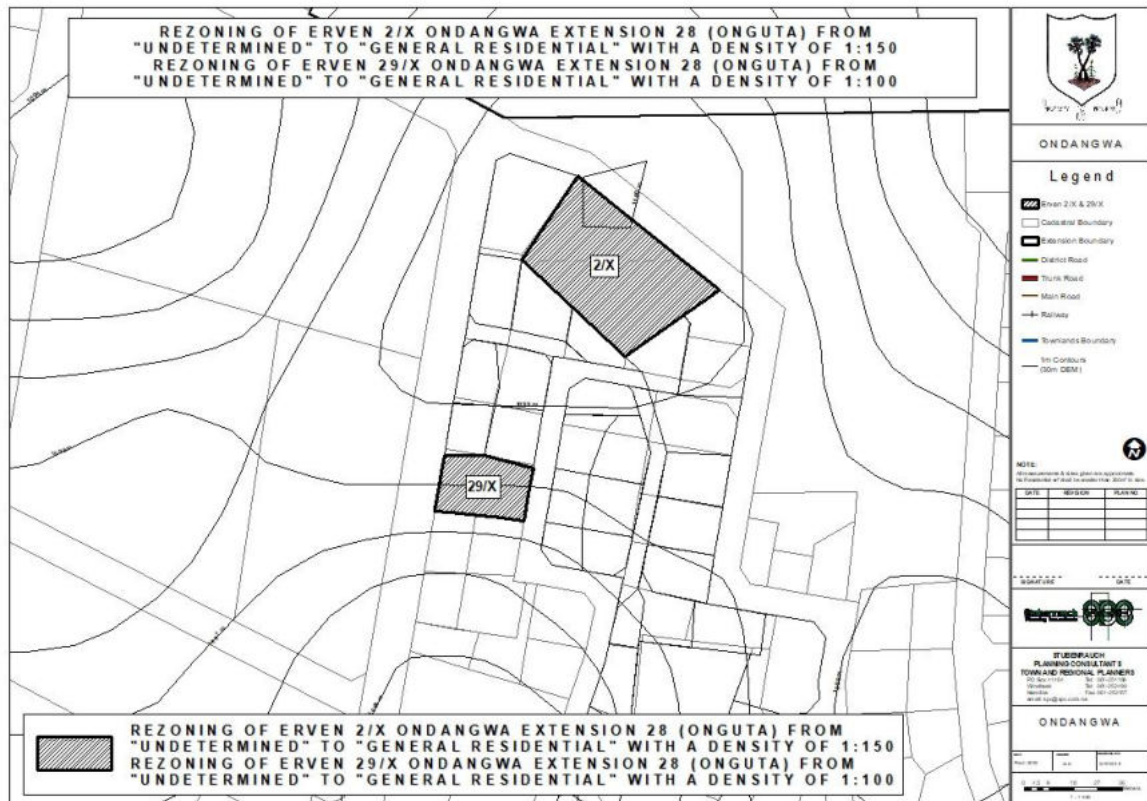 REZONING OF ERVEN 2/X ONDANGWA EXTENSION 28 (ONGUTA) FROM
"UNDETERMINED" TO "GENERAL RESIDENTIAL" WITH A DENSITY OF 1:150
REZONING OF ERVEN 29/X ONDANGWA EXTENSION 28 (ONGUTA) FROM
"UNDETERMINED" TO "GENERAL RESIDENTIAL" WITH A DENSITY OF 1:100
2/X
29/X
REZONING OF ERVEN 2/X ONDANGWA EXTENSION 28 (ONGUTA) FROM
"UNDETERMINED" TO "GENERAL RESIDENTIAL" WITH A DENSITY OF 1:150
REZONING OF ERVEN 29/X ONDANGWA EXTENSION 28 (ONGUTA) FROM
"UNDETERMINED" TO "GENERAL RESIDENTIAL" WITH A DENSITY OF 1:100
ONDANGWA
Legend
Erven 2/X & 29/X
Cadastral Boundary
Extension Boundary
District Road
Trunk Road
Main Road
Railway
Townlands Boundary
1m Contours
(30m DEM)
N
NOTE:
DATE REVISION PLAN NO
SIGNATURE DATE
STUBENRAUCH
PLANNING CONSULTANTS
TOWN AND REGIONAL PLANNERS
ONDANGWA